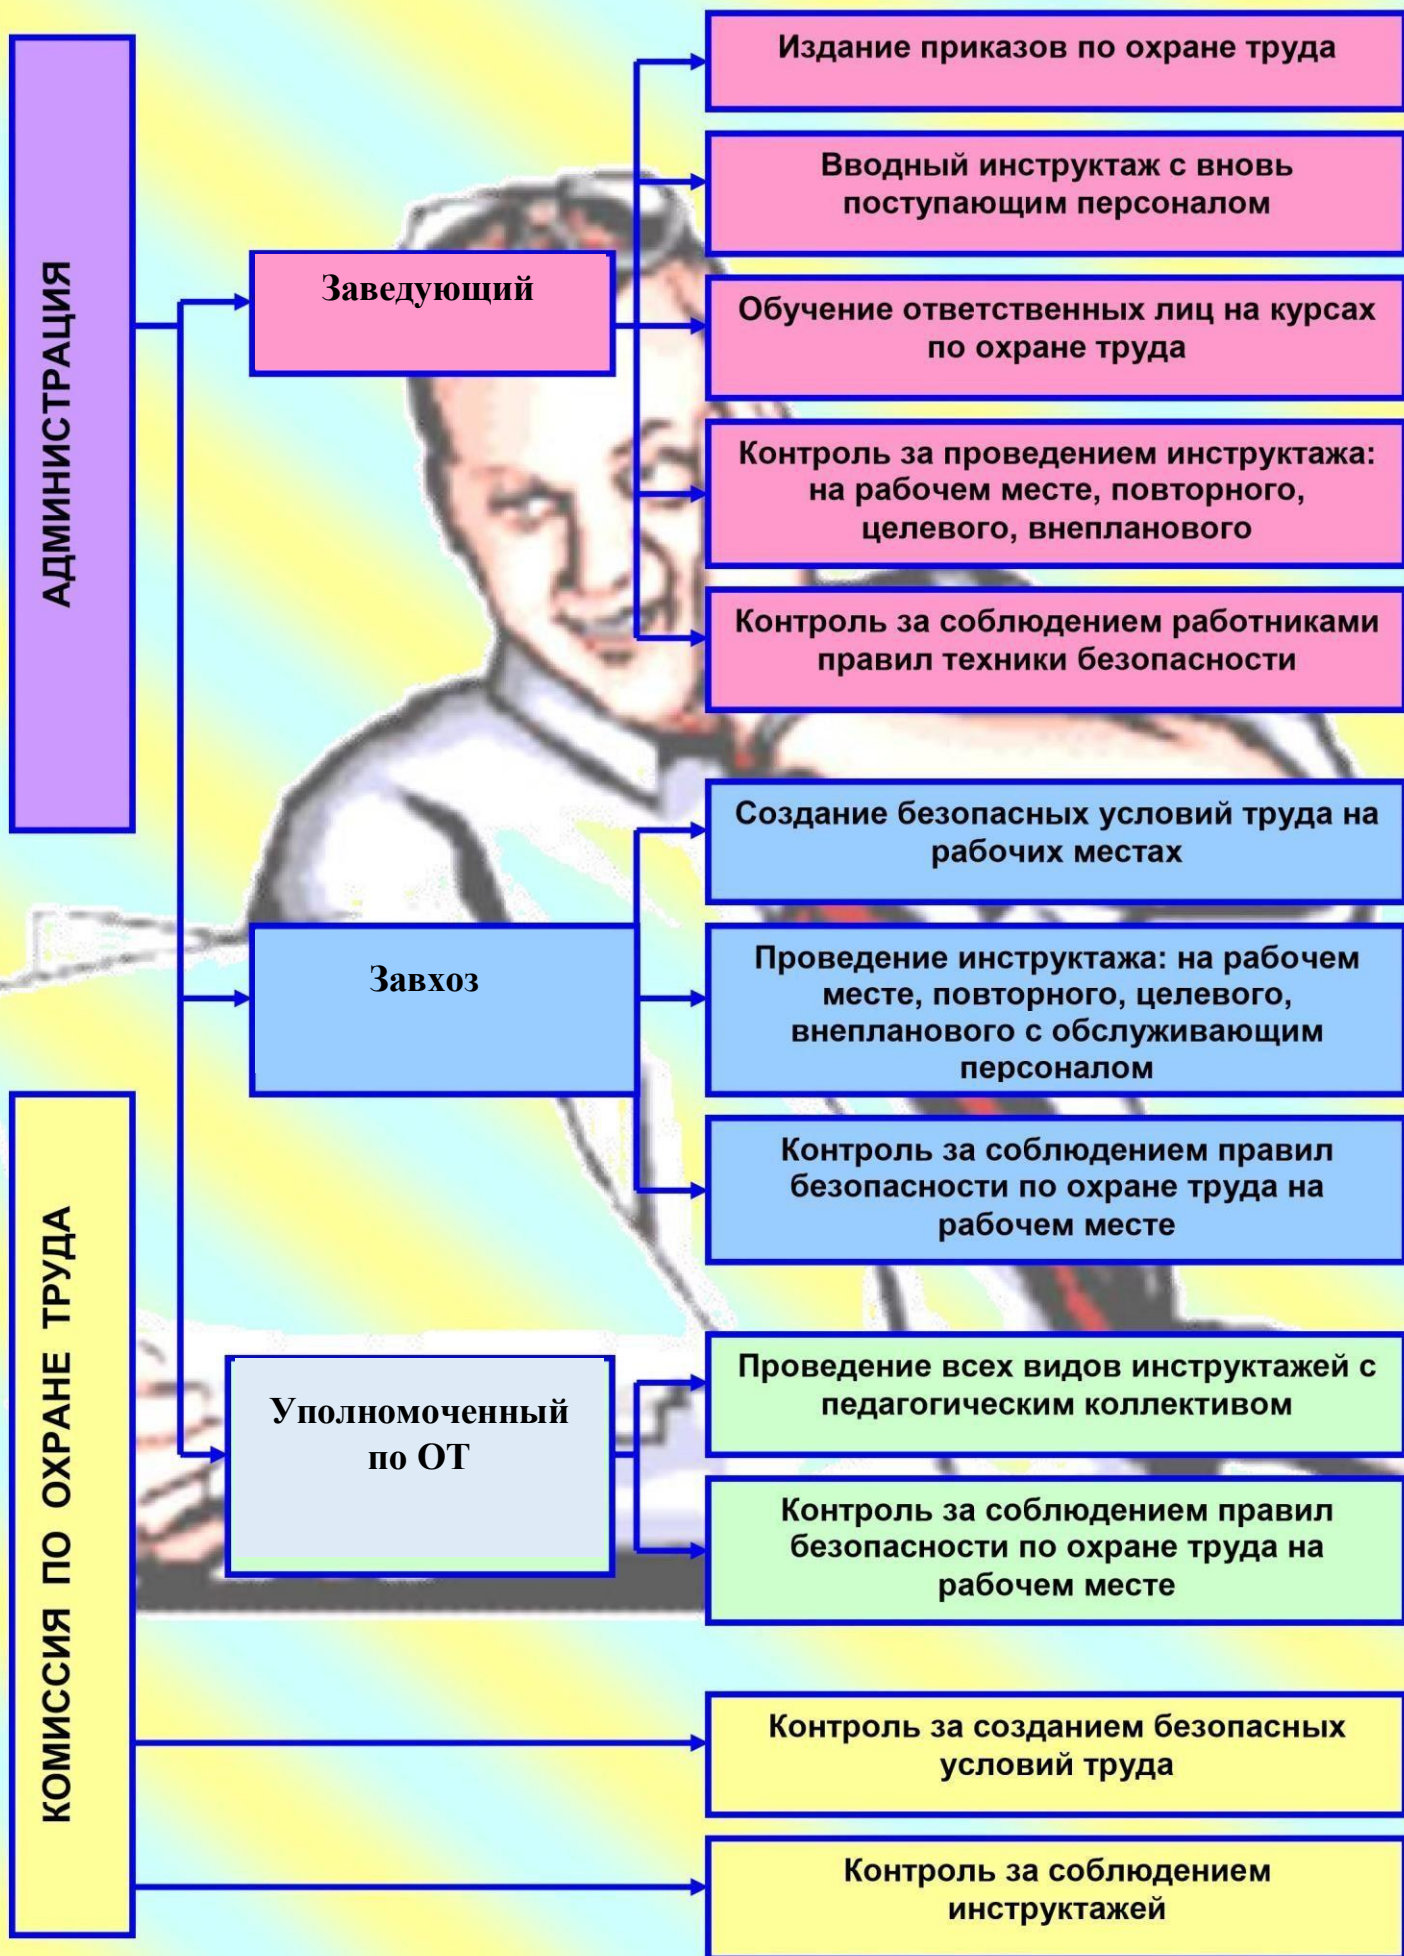 АДМИНИСТРАЦИЯ
Заведующий
Издание приказов по охране труда
Вводный инструктаж с вновь
поступающим персоналом
Обучение ответственных лиц на курсах
по охране труда
Контроль за проведением инструктажа:
на рабочем месте, повторного,
целевого, внепланового
Контроль за соблюдением работниками
правил техники безопасности
Завхоз
Создание безопасных условий труда на
рабочих местах
Проведение инструктажа: на рабочем
месте, повторного, целевого,
внепланового с обслуживающим
персоналом
Контроль за соблюдением правил
безопасности по охране труда на
рабочем месте
Уполномоченный
по ОТ
Проведение всех видов инструктажей с
педагогическим коллективом
Контроль за соблюдением правил
безопасности по охране труда на
рабочем месте
КОМИССИЯ ПО ОХРАНЕ ТРУДА
Контроль за созданием безопасных
условий труда
Контроль за соблюдением
инструктажей